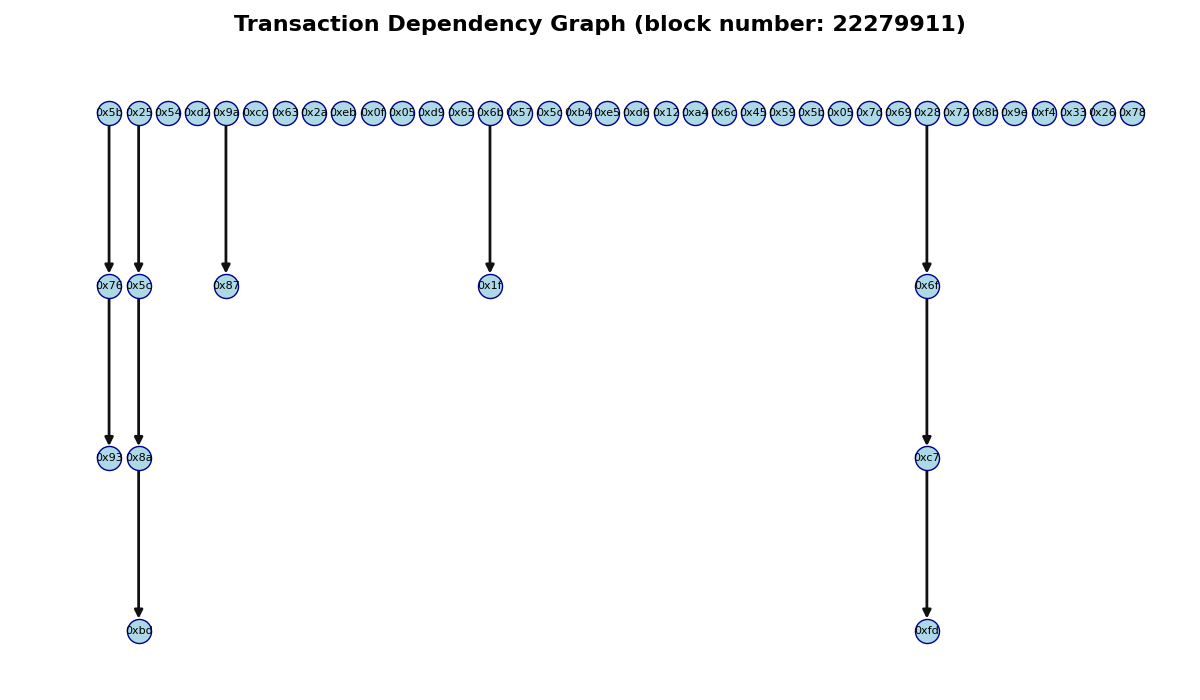 Transaction Dependency Graph (block number: 22279911)
0x5b 0x25 0x54 0xd2 0x9a 0xcc 0x63 0x2a 0xeb 0x0f 0x05 0xd9 0x65 0x6b 0x57 0x5c 0xb4 0xe5 0xd6 0x12 0xa4 0x6c 0x45 0x59 0x5b 0x05 0x7d 0x69 0x28 0x72 0x8b 0x9e 0xf4 0x33 0x26 0x78
0x76 0x5c 0x87 0x1f 0x6f
0x93 0x8a 0xc7
0xbd 0xfd